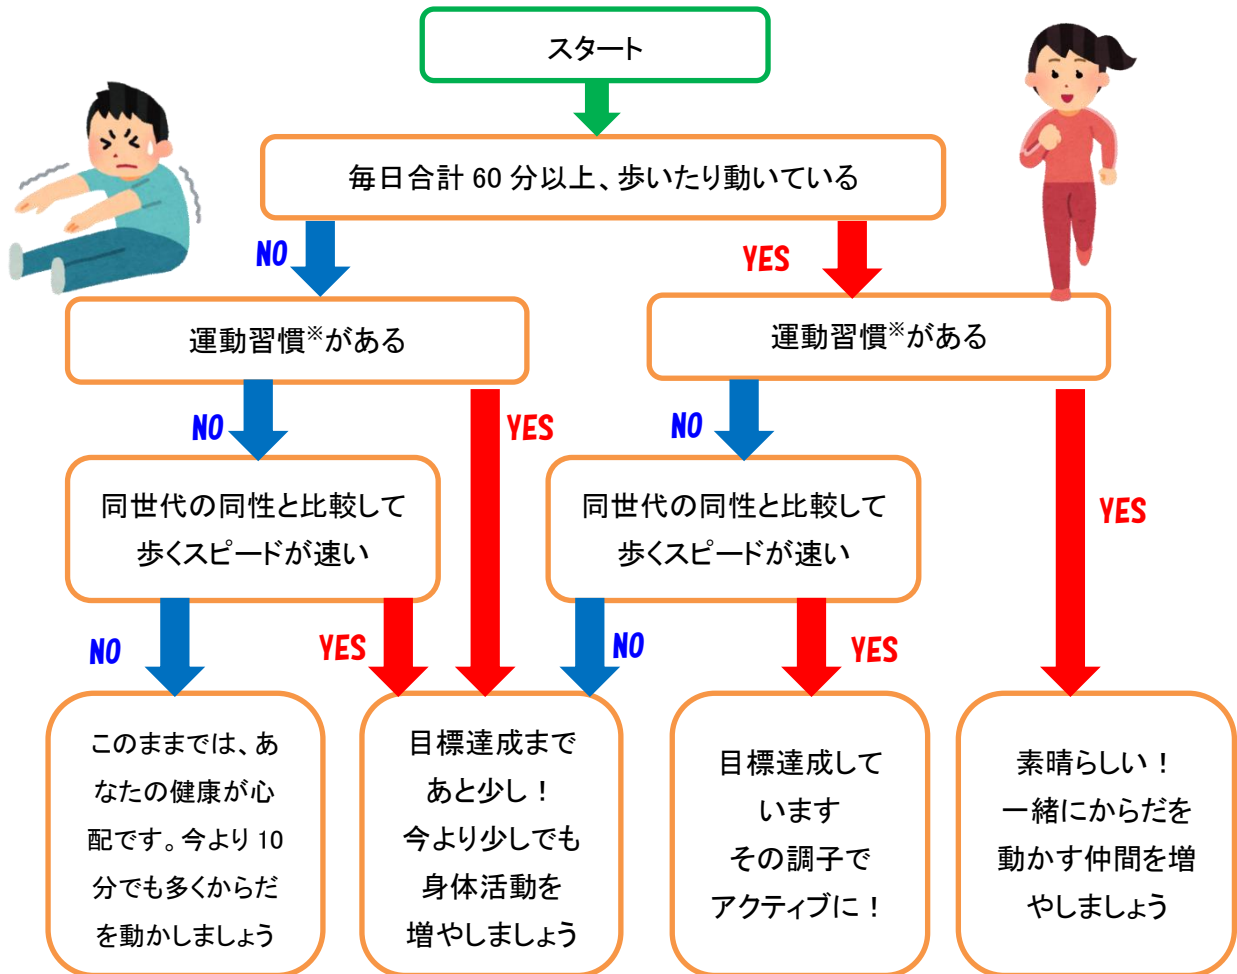 スタート
毎日合計 60 分以上、歩いたり動いている
NO
YES
運動習慣※がある
運動習慣※がある
NO
YES
NO
YES
同世代の同性と比較して
歩くスピードが速い
同世代の同性と比較して
歩くスピードが速い
NO
YES
NO
YES
このままでは、あ
なたの健康が心
配です。今より 10
分でも多くからだ
を動かしましょう
目標達成まで
あと少し！
今より少しでも
身体活動を
増やしましょう
目標達成して
います
その調子で
アクティブに！
素晴らしい！
一緒にからだを
動かす仲間を増
やしましょう